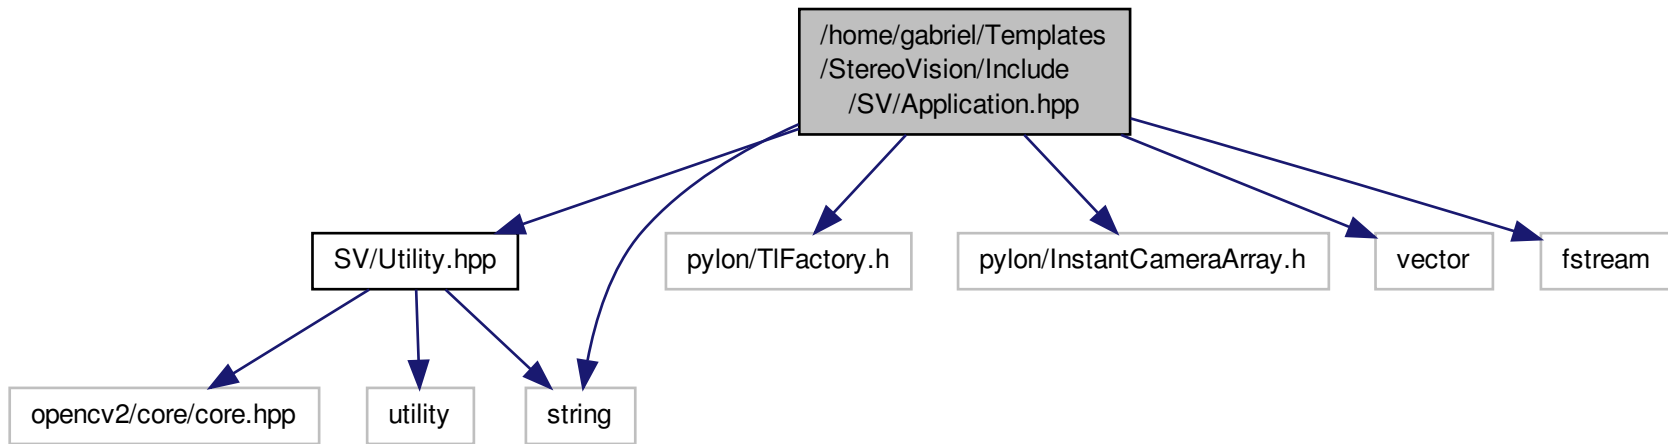 /home/gabriel/Templates
/StereoVision/Include
/SV/Application.hpp
SV/Utility.hpp
pylon/TlFactory.h
pylon/InstantCameraArray.h
vector
fstream
opencv2/core/core.hpp
utility
string